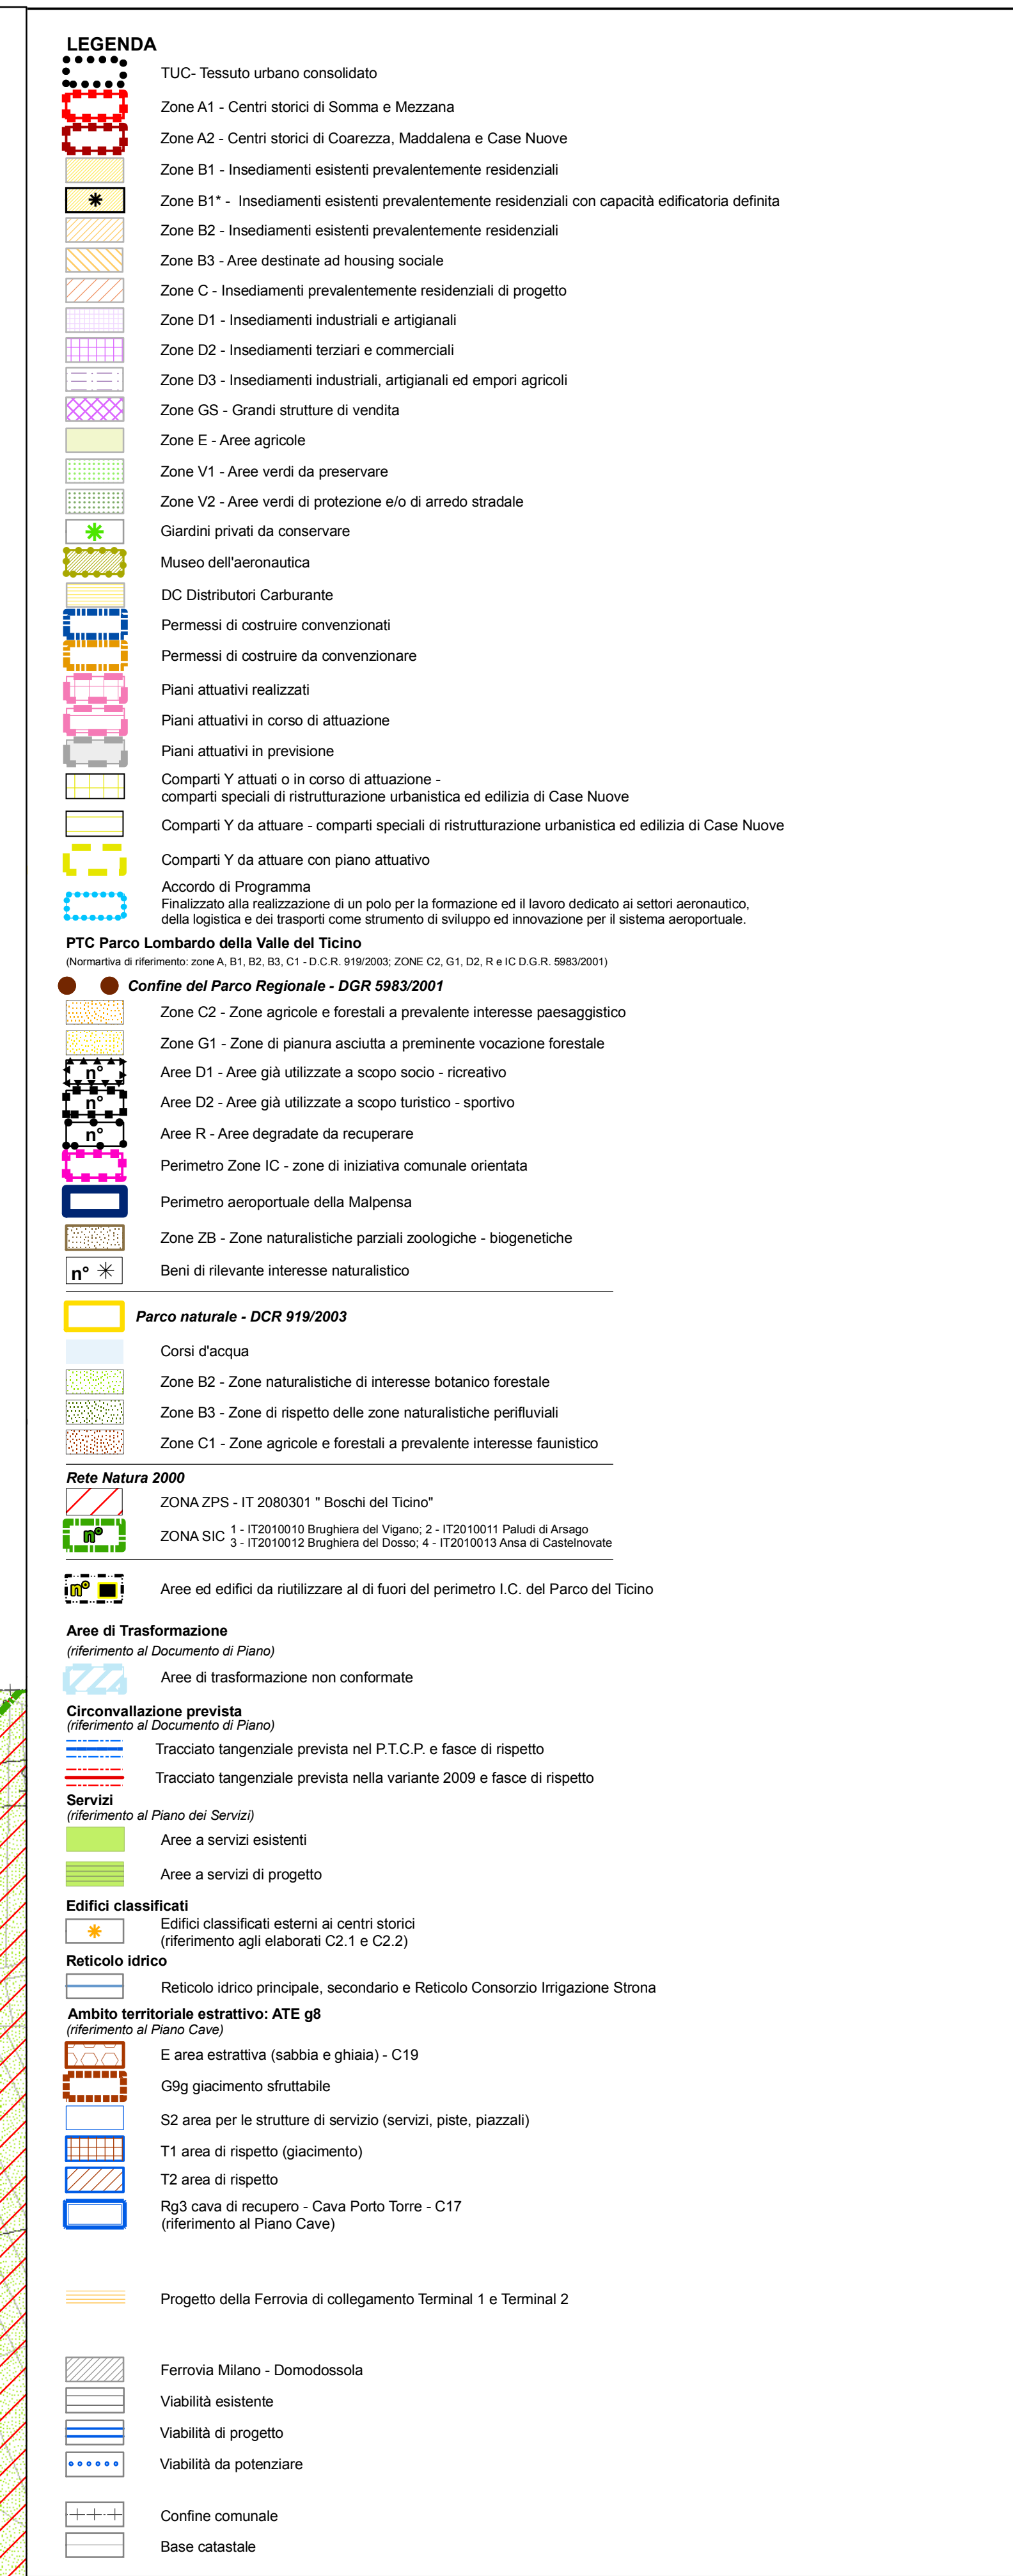 LEGENDA
TUC- Tessuto urbano consolidato
Zone A1 - Centri storici di Somma e Mezzana
Zone A2 - Centri storici di Coarezza, Maddalena e Case Nuove
Zone B1 - Insediamenti esistenti prevalentemente residenziali
Zone B1* - Insediamenti esistenti prevalentemente residenziali con capacità edificatoria definita
Zone B2 - Insediamenti esistenti prevalentemente residenziali
Zone B3 - Aree destinate ad housing sociale
Zone C - Insediamenti prevalentemente residenziali di progetto
Zone D1 - Insediamenti industriali e artigianali
Zone D2 - Insediamenti terziari e commerciali
Zone D3 - Insediamenti industriali, artigianali ed empori agricoli
Zone GS - Grandi strutture di vendita
Zone E - Aree agricole
Zone V1 - Aree verdi da preservare
Zone V2 - Aree verdi di protezione e/o di arredo stradale
Giardini privati da conservare
Museo dell'aeronautica
DC Distributori Carburante
Permessi di costruire convenzionati
Permessi di costruire da convenzionare
Piani attuativi realizzati
Piani attuativi in corso di attuazione
Piani attuativi in previsione
Comparti Y attuati o in corso di attuazione -
comparti speciali di ristrutturazione urbanistica ed edilizia di Case Nuove
Comparti Y da attuare - comparti speciali di ristrutturazione urbanistica ed edilizia di Case Nuove
Comparti Y da attuare con piano attuativo
Accordo di Programma
Finalizzato alla realizzazione di un polo per la formazione ed il lavoro dedicato ai settori aeronautico,
della logistica e dei trasporti come strumento di sviluppo ed innovazione per il sistema aeroportuale.
PTC Parco Lombardo della Valle del Ticino
(Normartiva di riferimento: zone A, B1, B2, B3, C1 - D.C.R. 919/2003; ZONE C2, G1, D2, R e IC D.G.R. 5983/2001)
Confine del Parco Regionale - DGR 5983/2001
Zone C2 - Zone agricole e forestali a prevalente interesse paesaggistico
Zone G1 - Zone di pianura asciutta a preminente vocazione forestale
n° Aree D1 - Aree già utilizzate a scopo socio - ricreativo
n° Aree D2 - Aree già utilizzate a scopo turistico - sportivo
n° Aree R - Aree degradate da recuperare
Perimetro Zone IC - zone di iniziativa comunale orientata
Perimetro aeroportuale della Malpensa
Zone ZB - Zone naturalistiche parziali zoologiche - biogenetiche
n° Beni di rilevante interesse naturalistico
Parco naturale - DCR 919/2003
Corsi d'acqua
Zone B2 - Zone naturalistiche di interesse botanico forestale
Zone B3 - Zone di rispetto delle zone naturalistiche perifluviali
Zone C1 - Zone agricole e forestali a prevalente interesse faunistico
Rete Natura 2000
ZONA ZPS - IT 2080301 " Boschi del Ticino"
n° ZONA SIC 1 - IT2010010 Brughiera del Vigano; 2 - IT2010011 Paludi di Arsago
3 - IT2010012 Brughiera del Dosso; 4 - IT2010013 Ansa di Castelnovate
n° Aree ed edifici da riutilizzare al di fuori del perimetro I.C. del Parco del Ticino
Aree di Trasformazione
(riferimento al Documento di Piano)
Aree di trasformazione non conformate
Circonvallazione prevista
(riferimento al Documento di Piano)
Tracciato tangenziale prevista nel P.T.C.P. e fasce di rispetto
Tracciato tangenziale prevista nella variante 2009 e fasce di rispetto
Servizi
(riferimento al Piano dei Servizi)
Aree a servizi esistenti
Aree a servizi di progetto
Edifici classificati
Edifici classificati esterni ai centri storici
(riferimento agli elaborati C2.1 e C2.2)
Reticolo idrico
Reticolo idrico principale, secondario e Reticolo Consorzio Irrigazione Strona
Ambito territoriale estrattivo: ATE g8
(riferimento al Piano Cave)
E area estrattiva (sabbia e ghiaia) - C19
G9g giacimento sfruttabile
S2 area per le strutture di servizio (servizi, piste, piazzali)
T1 area di rispetto (giacimento)
T2 area di rispetto
Rg3 cava di recupero - Cava Porto Torre - C17
(riferimento al Piano Cave)
Progetto della Ferrovia di collegamento Terminal 1 e Terminal 2
Ferrovia Milano - Domodossola
Viabilità esistente
Viabilità di progetto
Viabilità da potenziare
Confine comunale
Base catastale